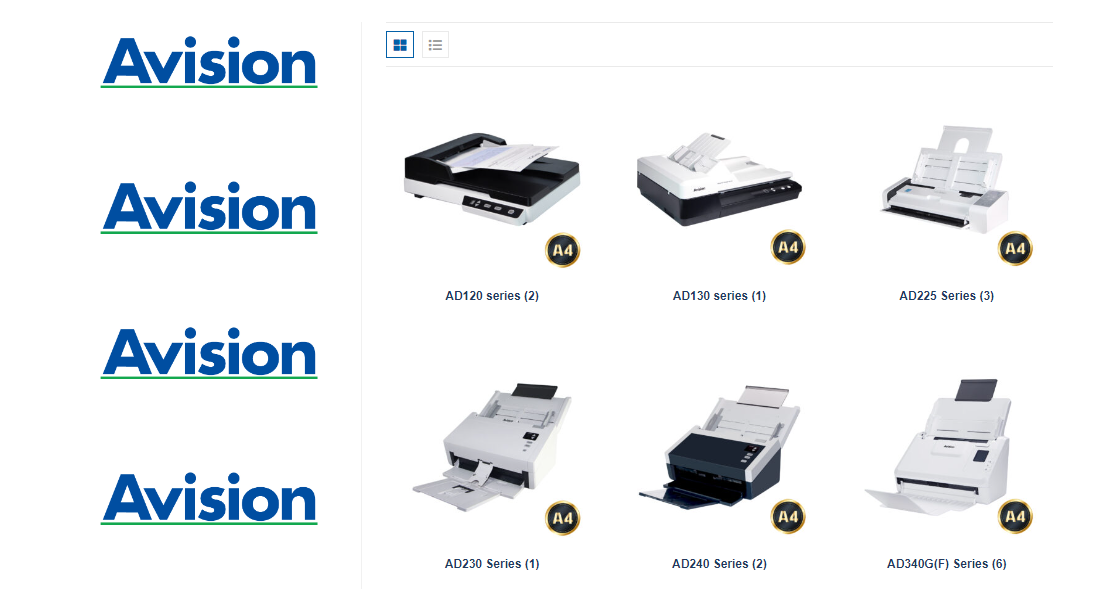 Avision
Avision
Avision
Avision
A4
A4
A4
AD120 series (2)
AD130 series (1)
AD225 Series (3)
A4
A4
A4
AD230 Series (1)
AD240 Series (2)
AD340G(F) Series (6)